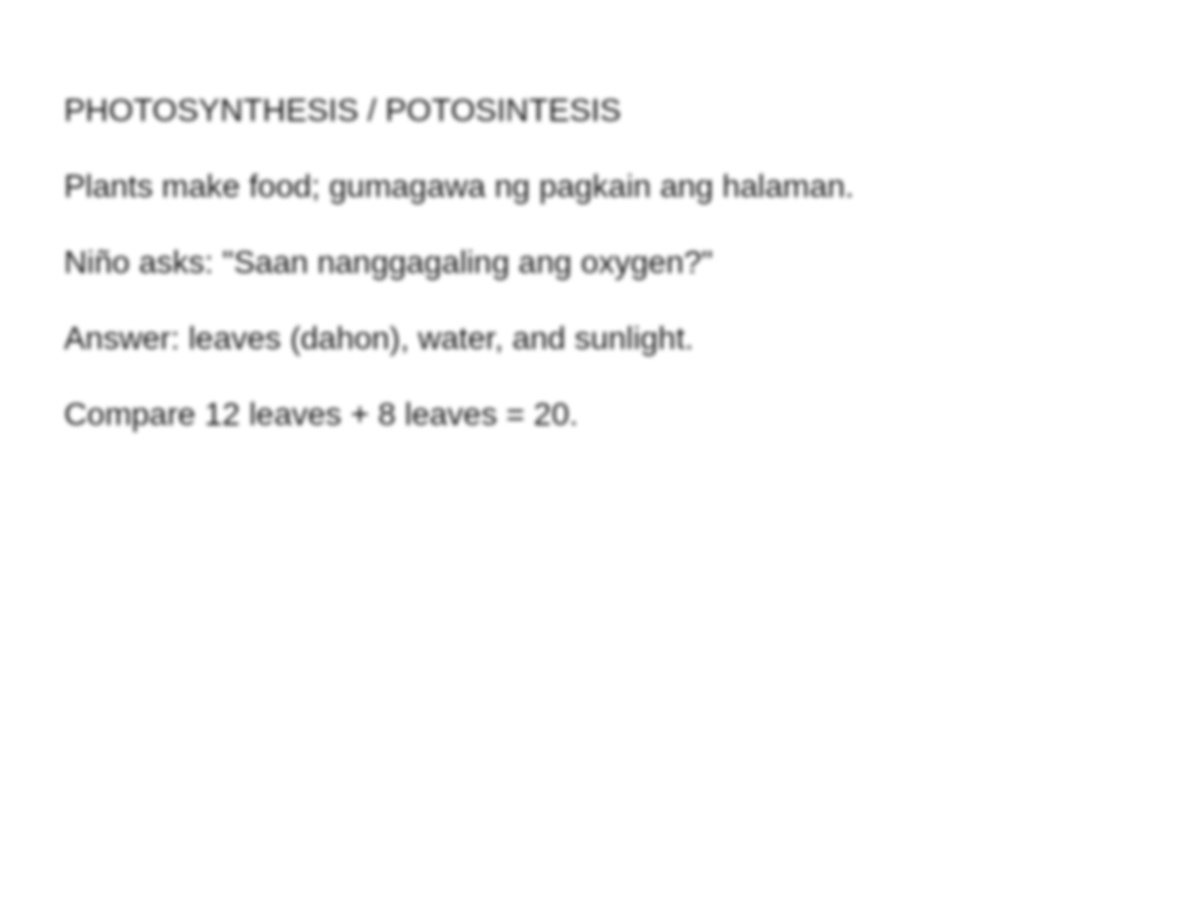 PHOTOSYNTHESIS / POTOSINTESIS
Plants make food; gumagawa ng pagkain ang halaman.
Niño asks: "Saan nanggagaling ang oxygen?"
Answer: leaves (dahon), water, and sunlight.
Compare 12 leaves + 8 leaves = 20.